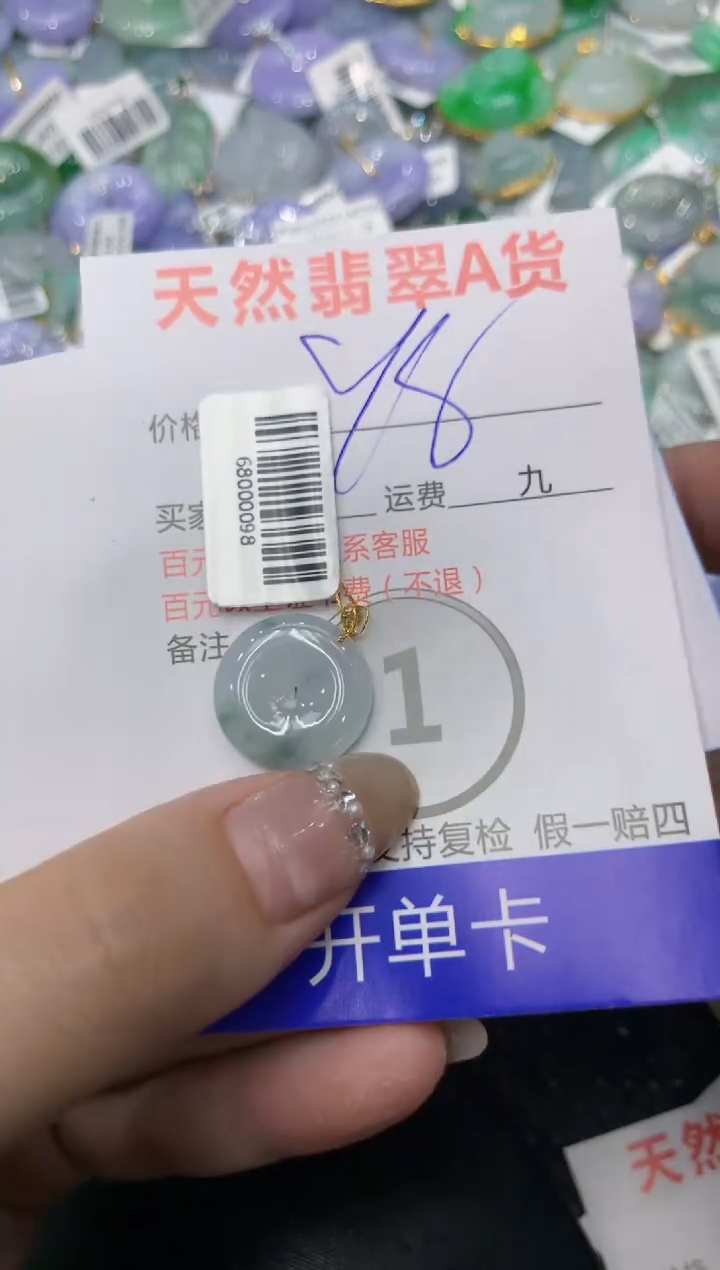 天然翡翠A货
价格 98
买家 运费 九
百元 系客服
百元 费（不退）
备注
1
支持复检 假一赔四
开单卡
68000098
天然